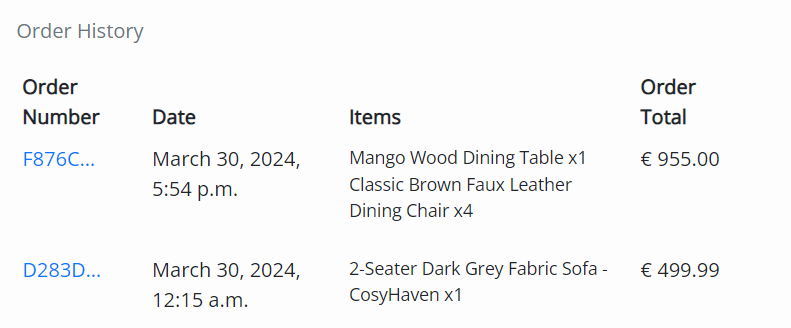 Order History
Order Number Date Items Order Total
F876C... March 30, 2024, 5:54 p.m. Mango Wood Dining Table x1 Classic Brown Faux Leather Dining Chair x4 € 955.00
D283D... March 30, 2024, 12:15 a.m. 2-Seater Dark Grey Fabric Sofa - CosyHaven x1 € 499.99